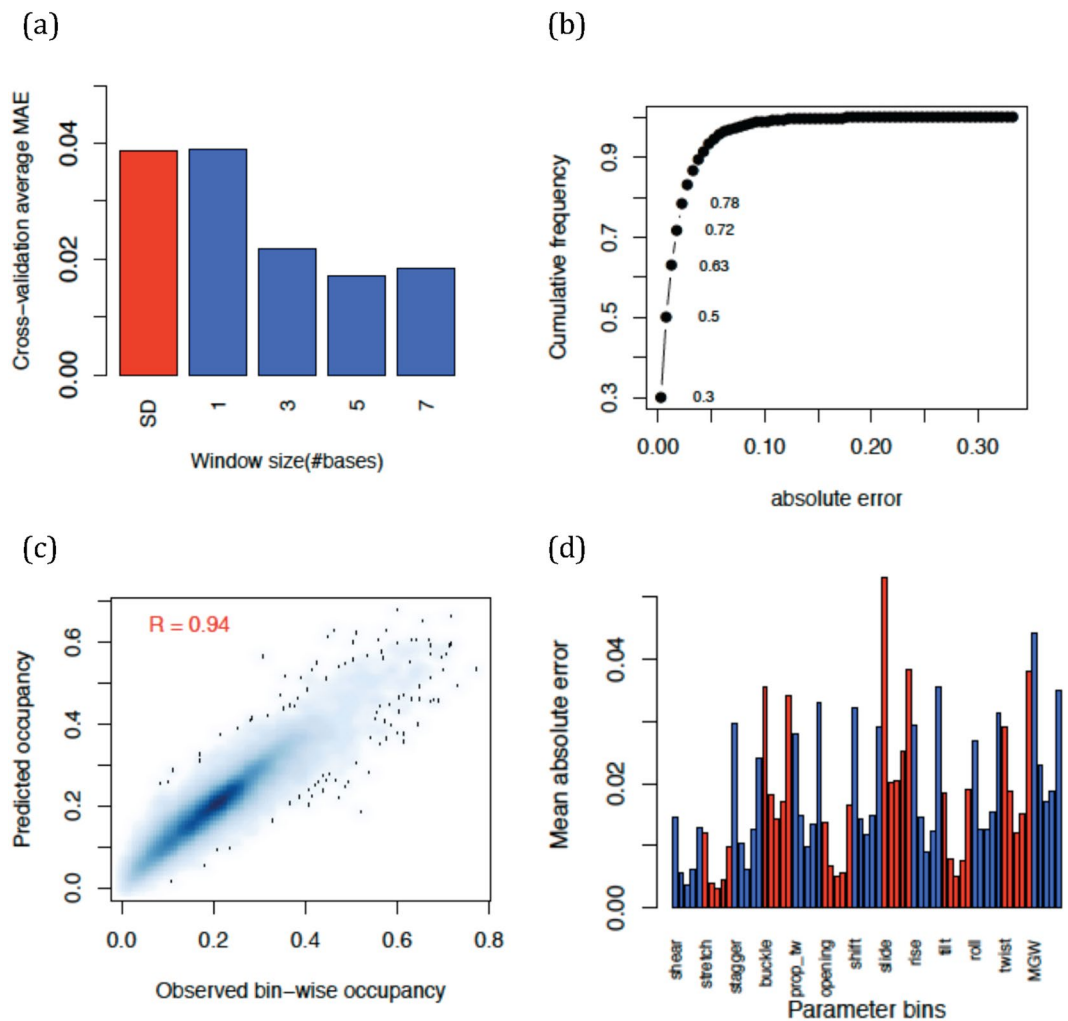 (a)
Cross-validation average MAE
0.04
0.02
0.00
SD
1
3
5
7
Window size(#bases)
(b)
Cumulative frequency
0.9
0.7
0.5
0.3
0.78
0.72
0.63
0.5
0.3
0.00
0.10
0.20
0.30
absolute error
(c)
R = 0.94
Predicted occupancy
0.6
0.4
0.2
0.0
0.0
0.2
0.4
0.6
0.8
Observed bin-wise occupancy
(d)
Mean absolute error
0.04
0.02
0.00
shear
stretch
stagger
buckle
prop_tw
opening
shift
slide
rise
tilt
roll
twist
MGW
Parameter bins